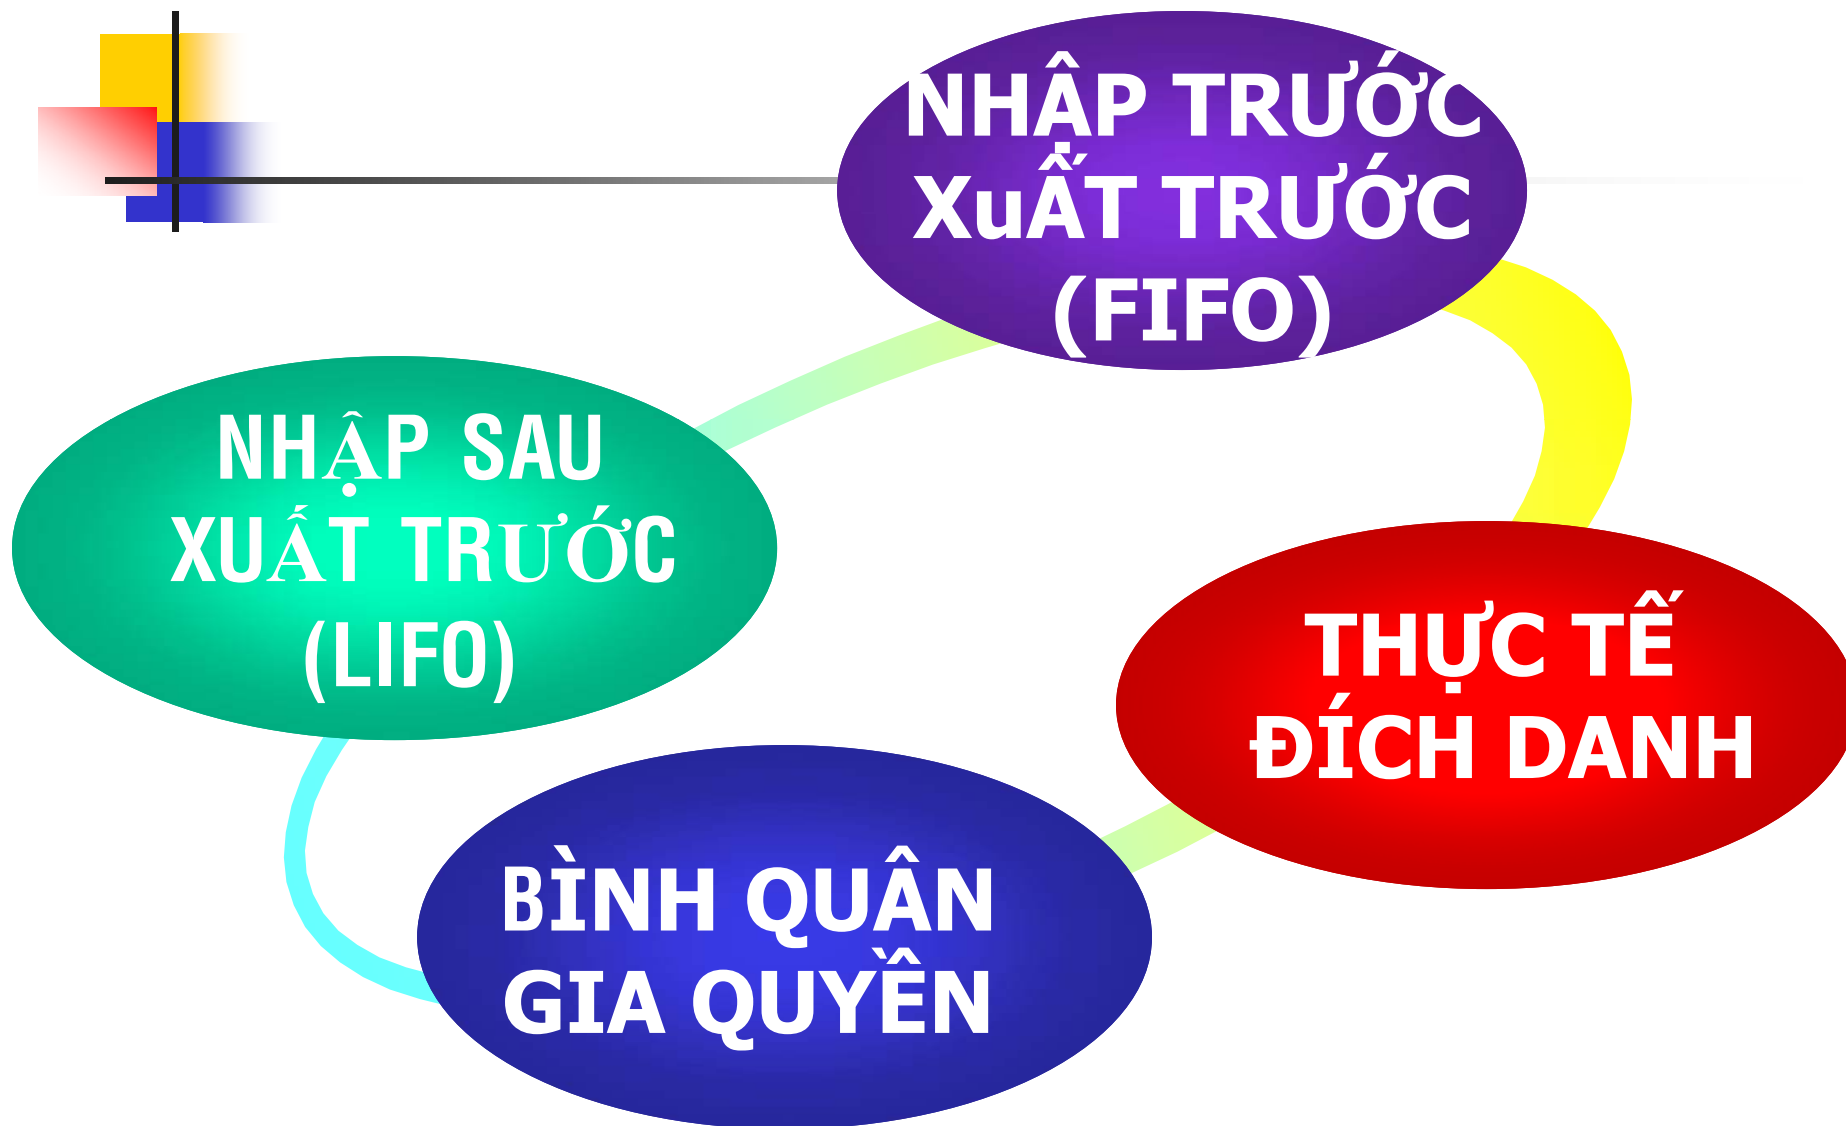 NHẬP TRƯỚC
XuẤT TRƯỚC
(FIFO)
NHẬP SAU
XUẤT TRƯỚC
(LIFO)
THỰC TẾ
ĐÍCH DANH
BÌNH QUÂN
GIA QUYỀN